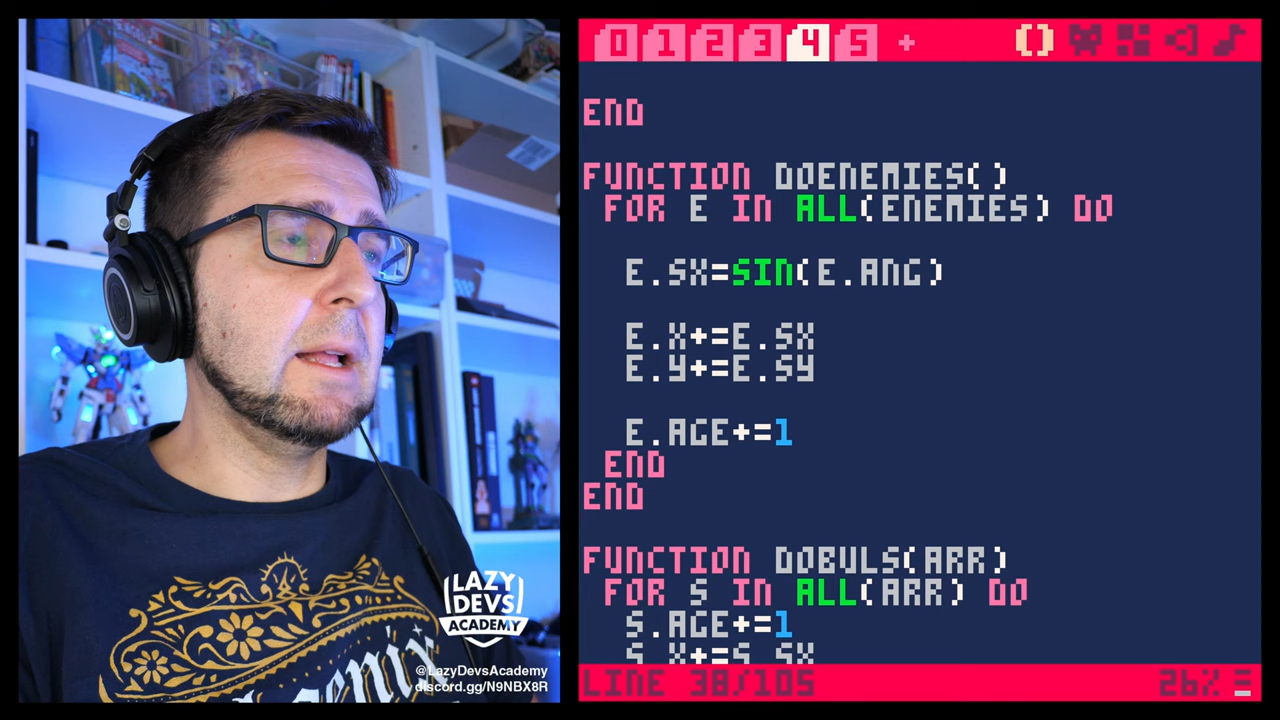 0 1 2 3 4 5 +
END
FUNCTION DOENEMIES()
FOR E IN ALL(ENEMIES) DO
E.SX=SIN(E.ANG)
E.X+=E.SX
E.Y+=E.SY
E.AGE+=1
END
END
FUNCTION DOBULS(ARR)
FOR S IN ALL(ARR) DO
S.AGE+=1
S.X+=S.SX
LINE 38/105
26%
LAZY
DEVS
ACADEMY
@LazyDevsAcademy
discord.gg/N9NBX8R